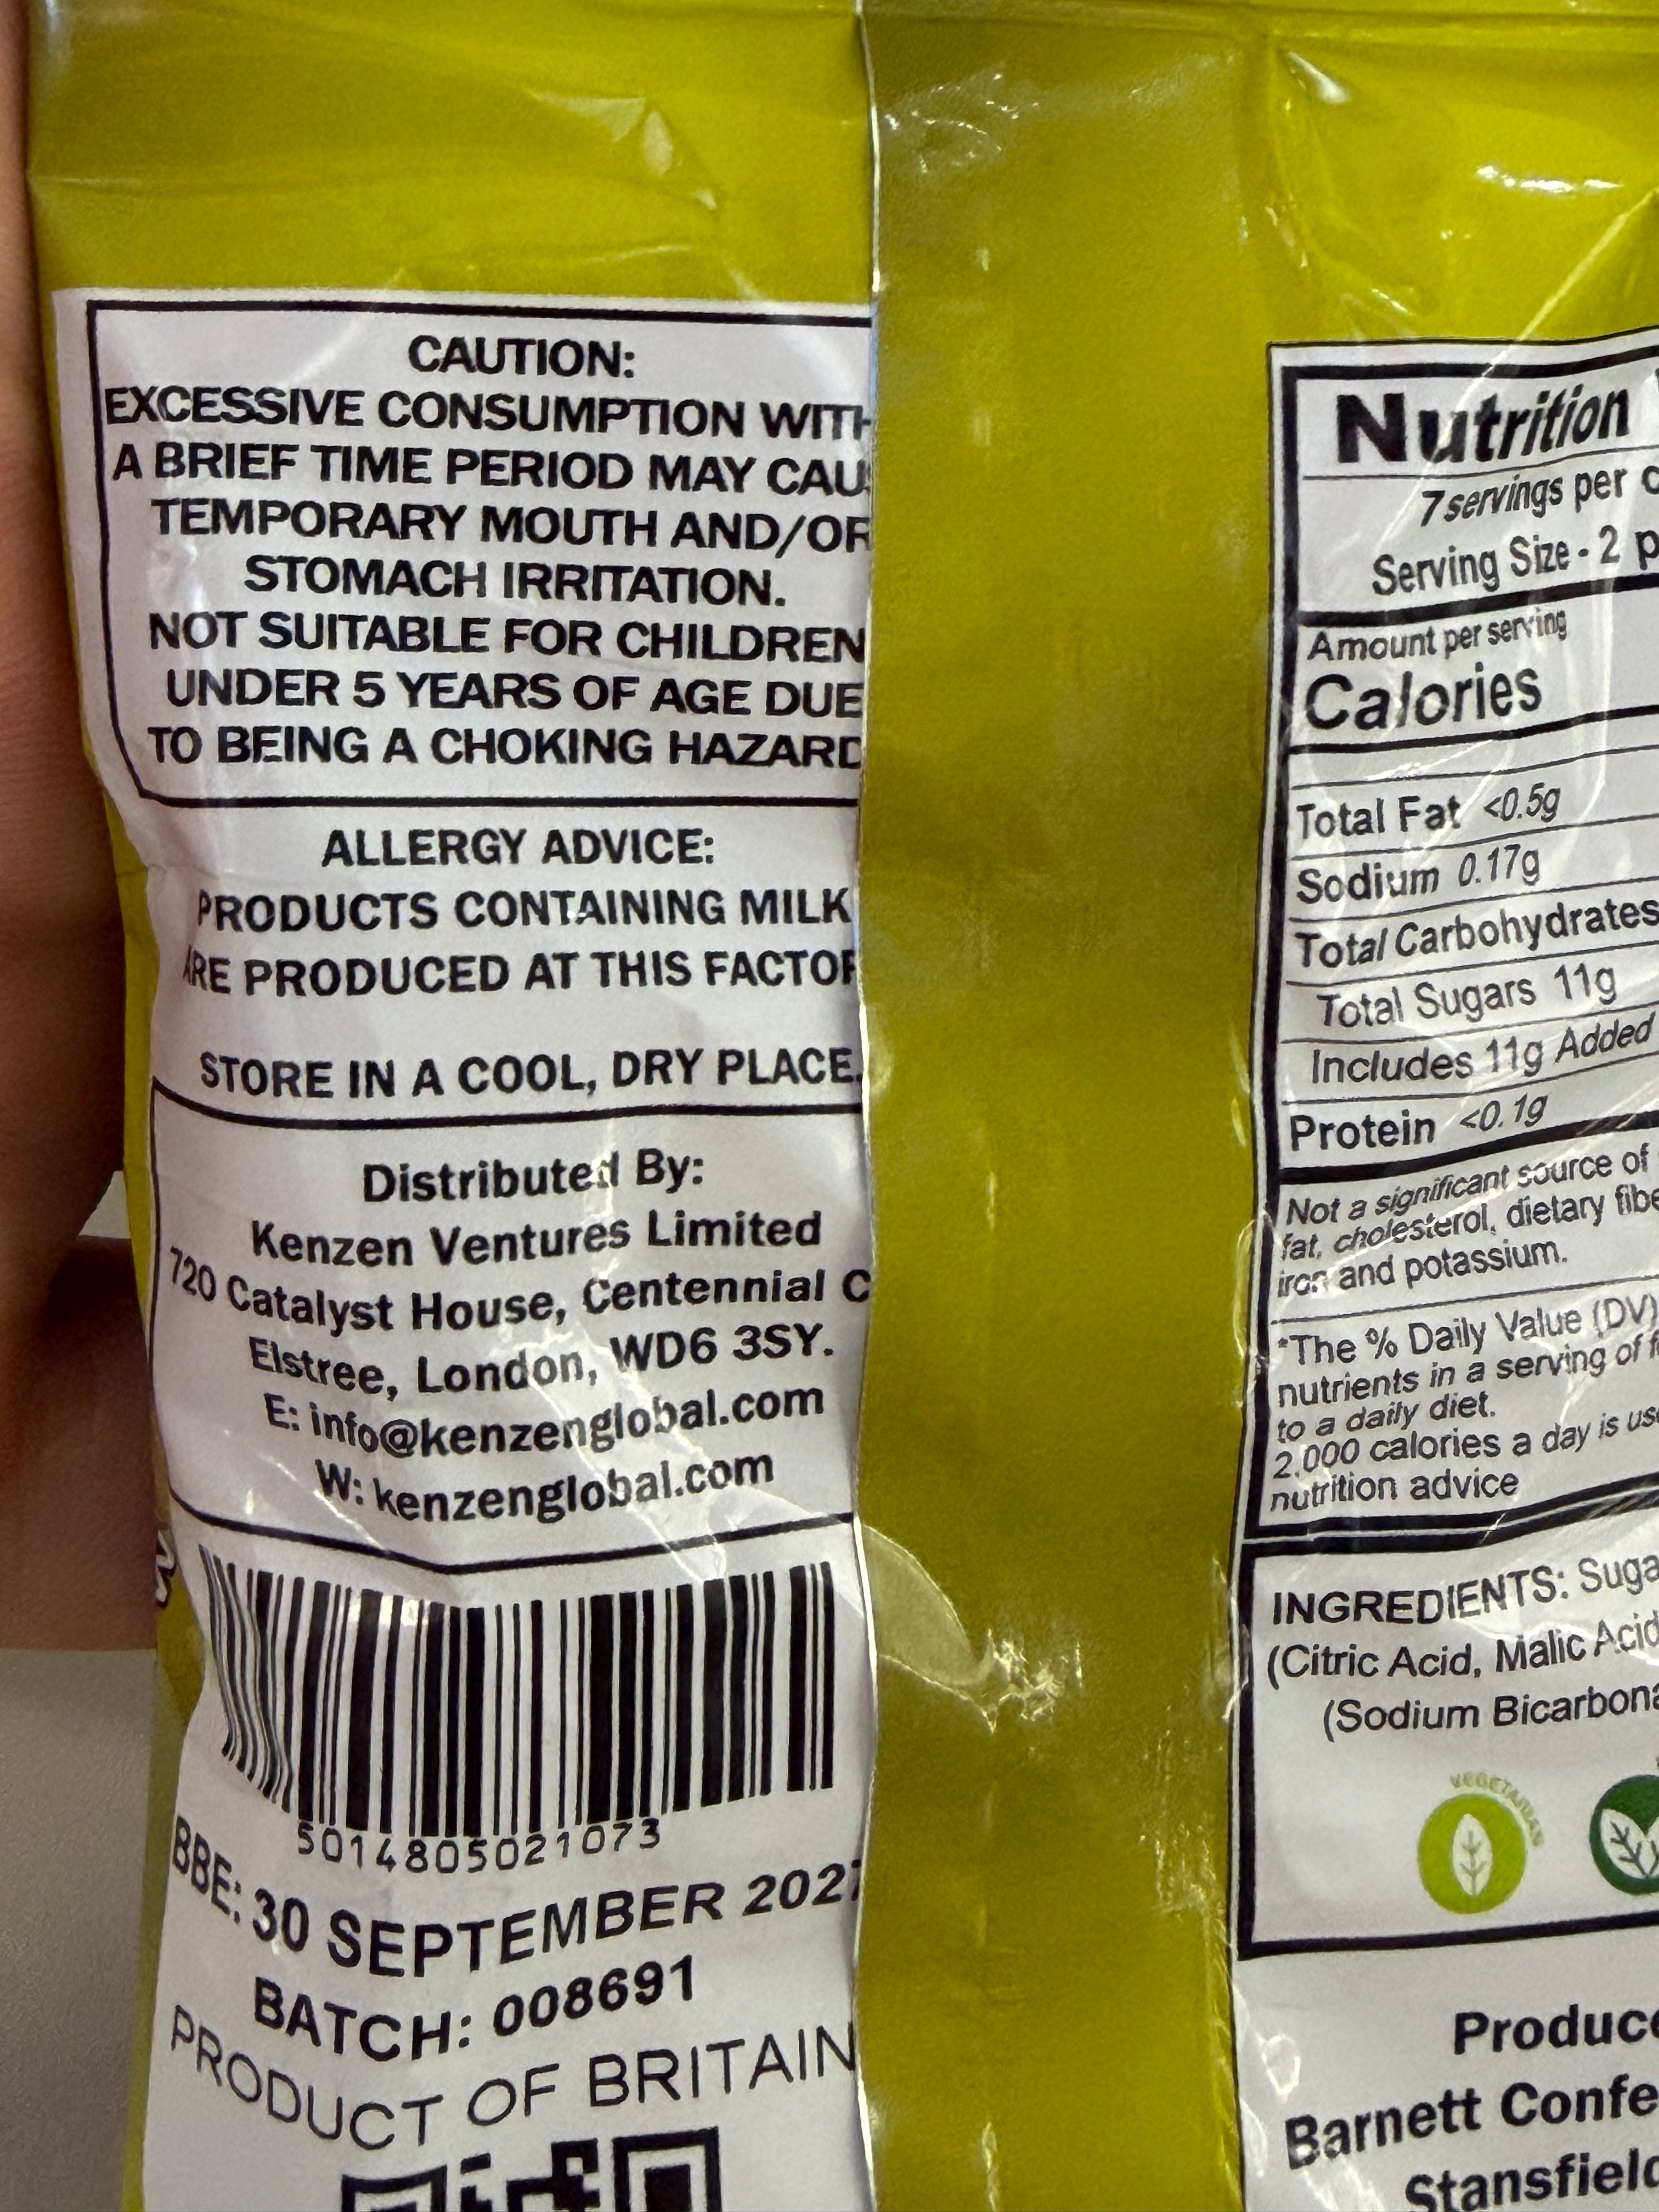 CAUTION:
EXCESSIVE CONSUMPTION WITH
A BRIEF TIME PERIOD MAY CAU
TEMPORARY MOUTH AND/OR
STOMACH IRRITATION.
NOT SUITABLE FOR CHILDREN
UNDER 5 YEARS OF AGE DUE
TO BEING A CHOKING HAZARD
ALLERGY ADVICE:
PRODUCTS CONTAINING MILK
ARE PRODUCED AT THIS FACTOR
STORE IN A COOL, DRY PLACE.
Distributed By:
Kenzen Ventures Limited
720 Catalyst House, Centennial C
Elstree, London, WD6 3SY.
E: info@kenzenglobal.com
W: kenzenglobal.com
5014805021073
BBE: 30 SEPTEMBER 2027
BATCH: 008691
PRODUCT OF BRITAIN
Nutrition
7 servings per c
Serving Size - 2 p
Amount per serving
Calories
Total Fat <0.5g
Sodium 0.17g
Total Carbohydrates
Total Sugars 11g
Includes 11g Added
Protein <0.1g
Not a significant source of
fat, cholesterol, dietary fibe
iron and potassium.
*The % Daily Value (DV)
nutrients in a serving of f
to a daily diet.
2,000 calories a day is use
nutrition advice
INGREDIENTS: Suga
(Citric Acid, Malic Acid
(Sodium Bicarbona
VEGETARIAN
Produce
Barnett Confe
Stansfield